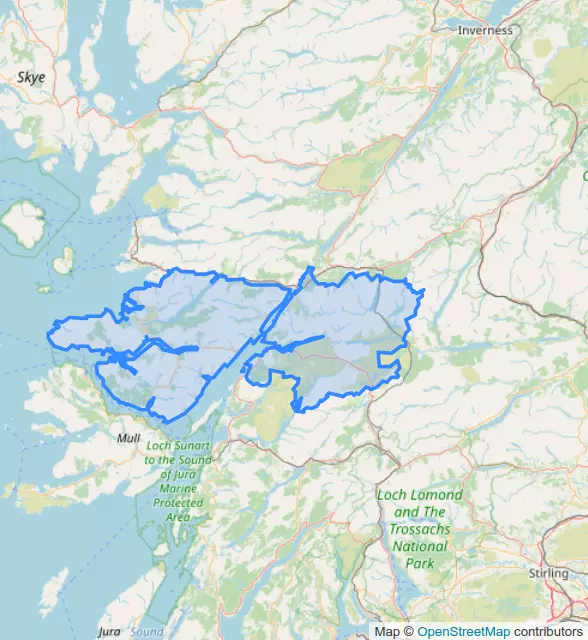 Inverness
Skye
Mull
Loch Sunart
to the Sound
of Jura
Marine
Protected
Area
Loch Lomond
and The
Trossachs
National
Park
Stirling
Jura
Sound
Map © OpenStreetMap contributors